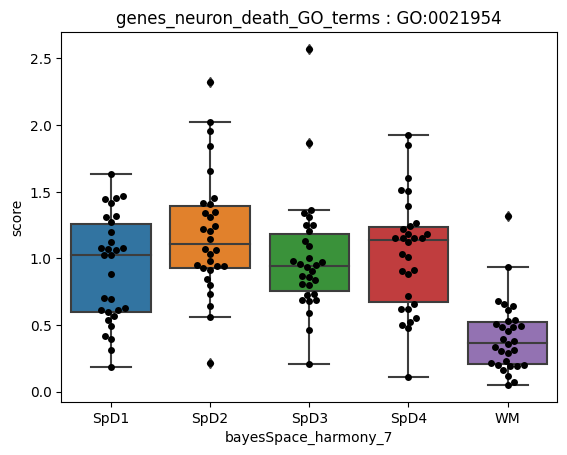 genes_neuron_death_GO_terms : GO:0021954
2.5
2.0
1.5
1.0
0.5
0.0
score
SpD1 SpD2 SpD3 SpD4 WM
bayesSpace_harmony_7